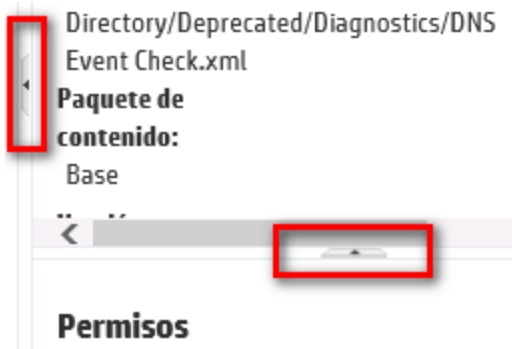 Directory/Deprecated/Diagnostics/DNS
Event Check.xml
Paquete de
contenido:
Base
Permisos